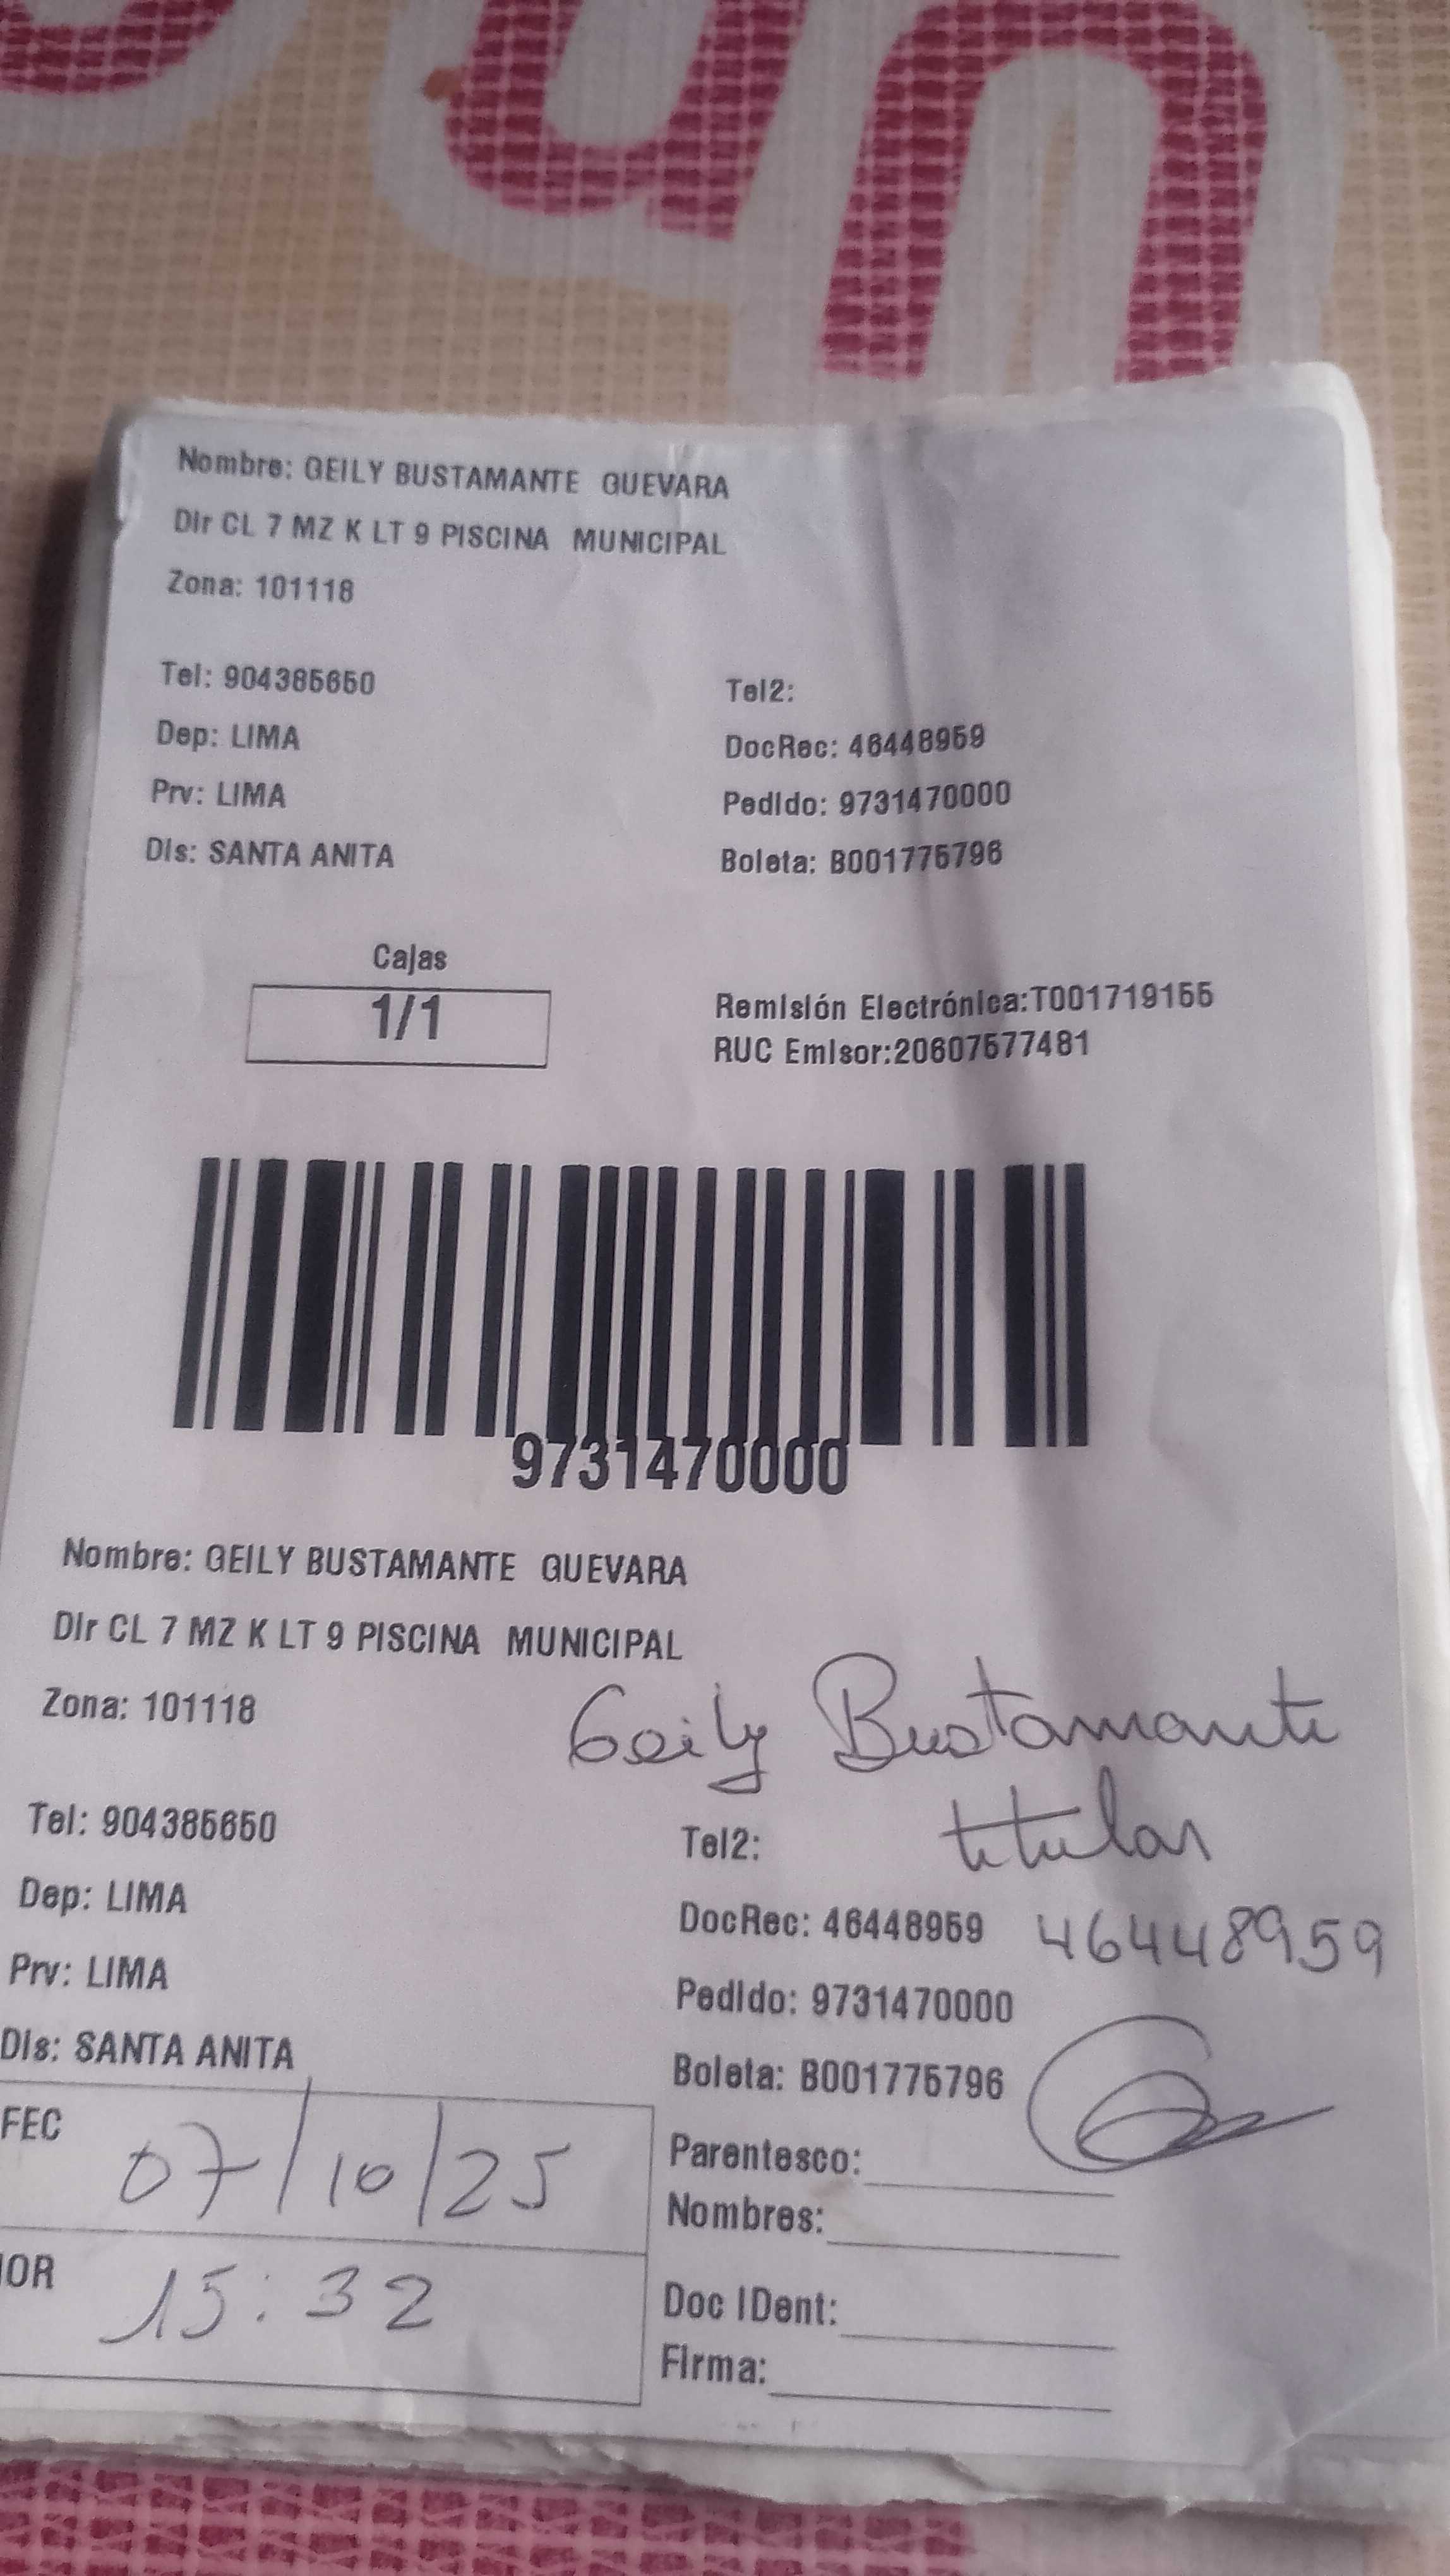 Nombre: GEILY BUSTAMANTE GUEVARA
Dir CL 7 MZ K LT 9 PISCINA MUNICIPAL
Zona: 101118
Tel: 904385650 Tel2:
Dep: LIMA DocRec: 46448959
Prv: LIMA Pedido: 9731470000
Dis: SANTA ANITA Boleta: B001775796
Cajas
1/1
Remisión Electrónica:T001719155
RUC Emisor:20607577481
9731470000
Nombre: GEILY BUSTAMANTE GUEVARA
Dir CL 7 MZ K LT 9 PISCINA MUNICIPAL
Zona: 101118
Geily Bustamante
titular
Tel: 904385650 Tel2:
Dep: LIMA DocRec: 46448959 46448959
Prv: LIMA Pedido: 9731470000
Dis: SANTA ANITA Boleta: B001775796
FEC 07/10/25
Parentesco:
Nombres:
HOR 15:32
Doc IDent:
Firma: